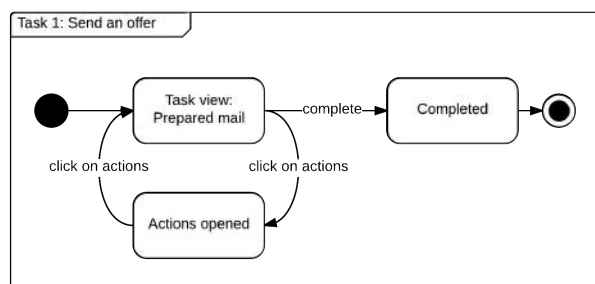 Task 1: Send an offer
Task view:
Prepared mail
complete
Completed
click on actions
click on actions
Actions opened